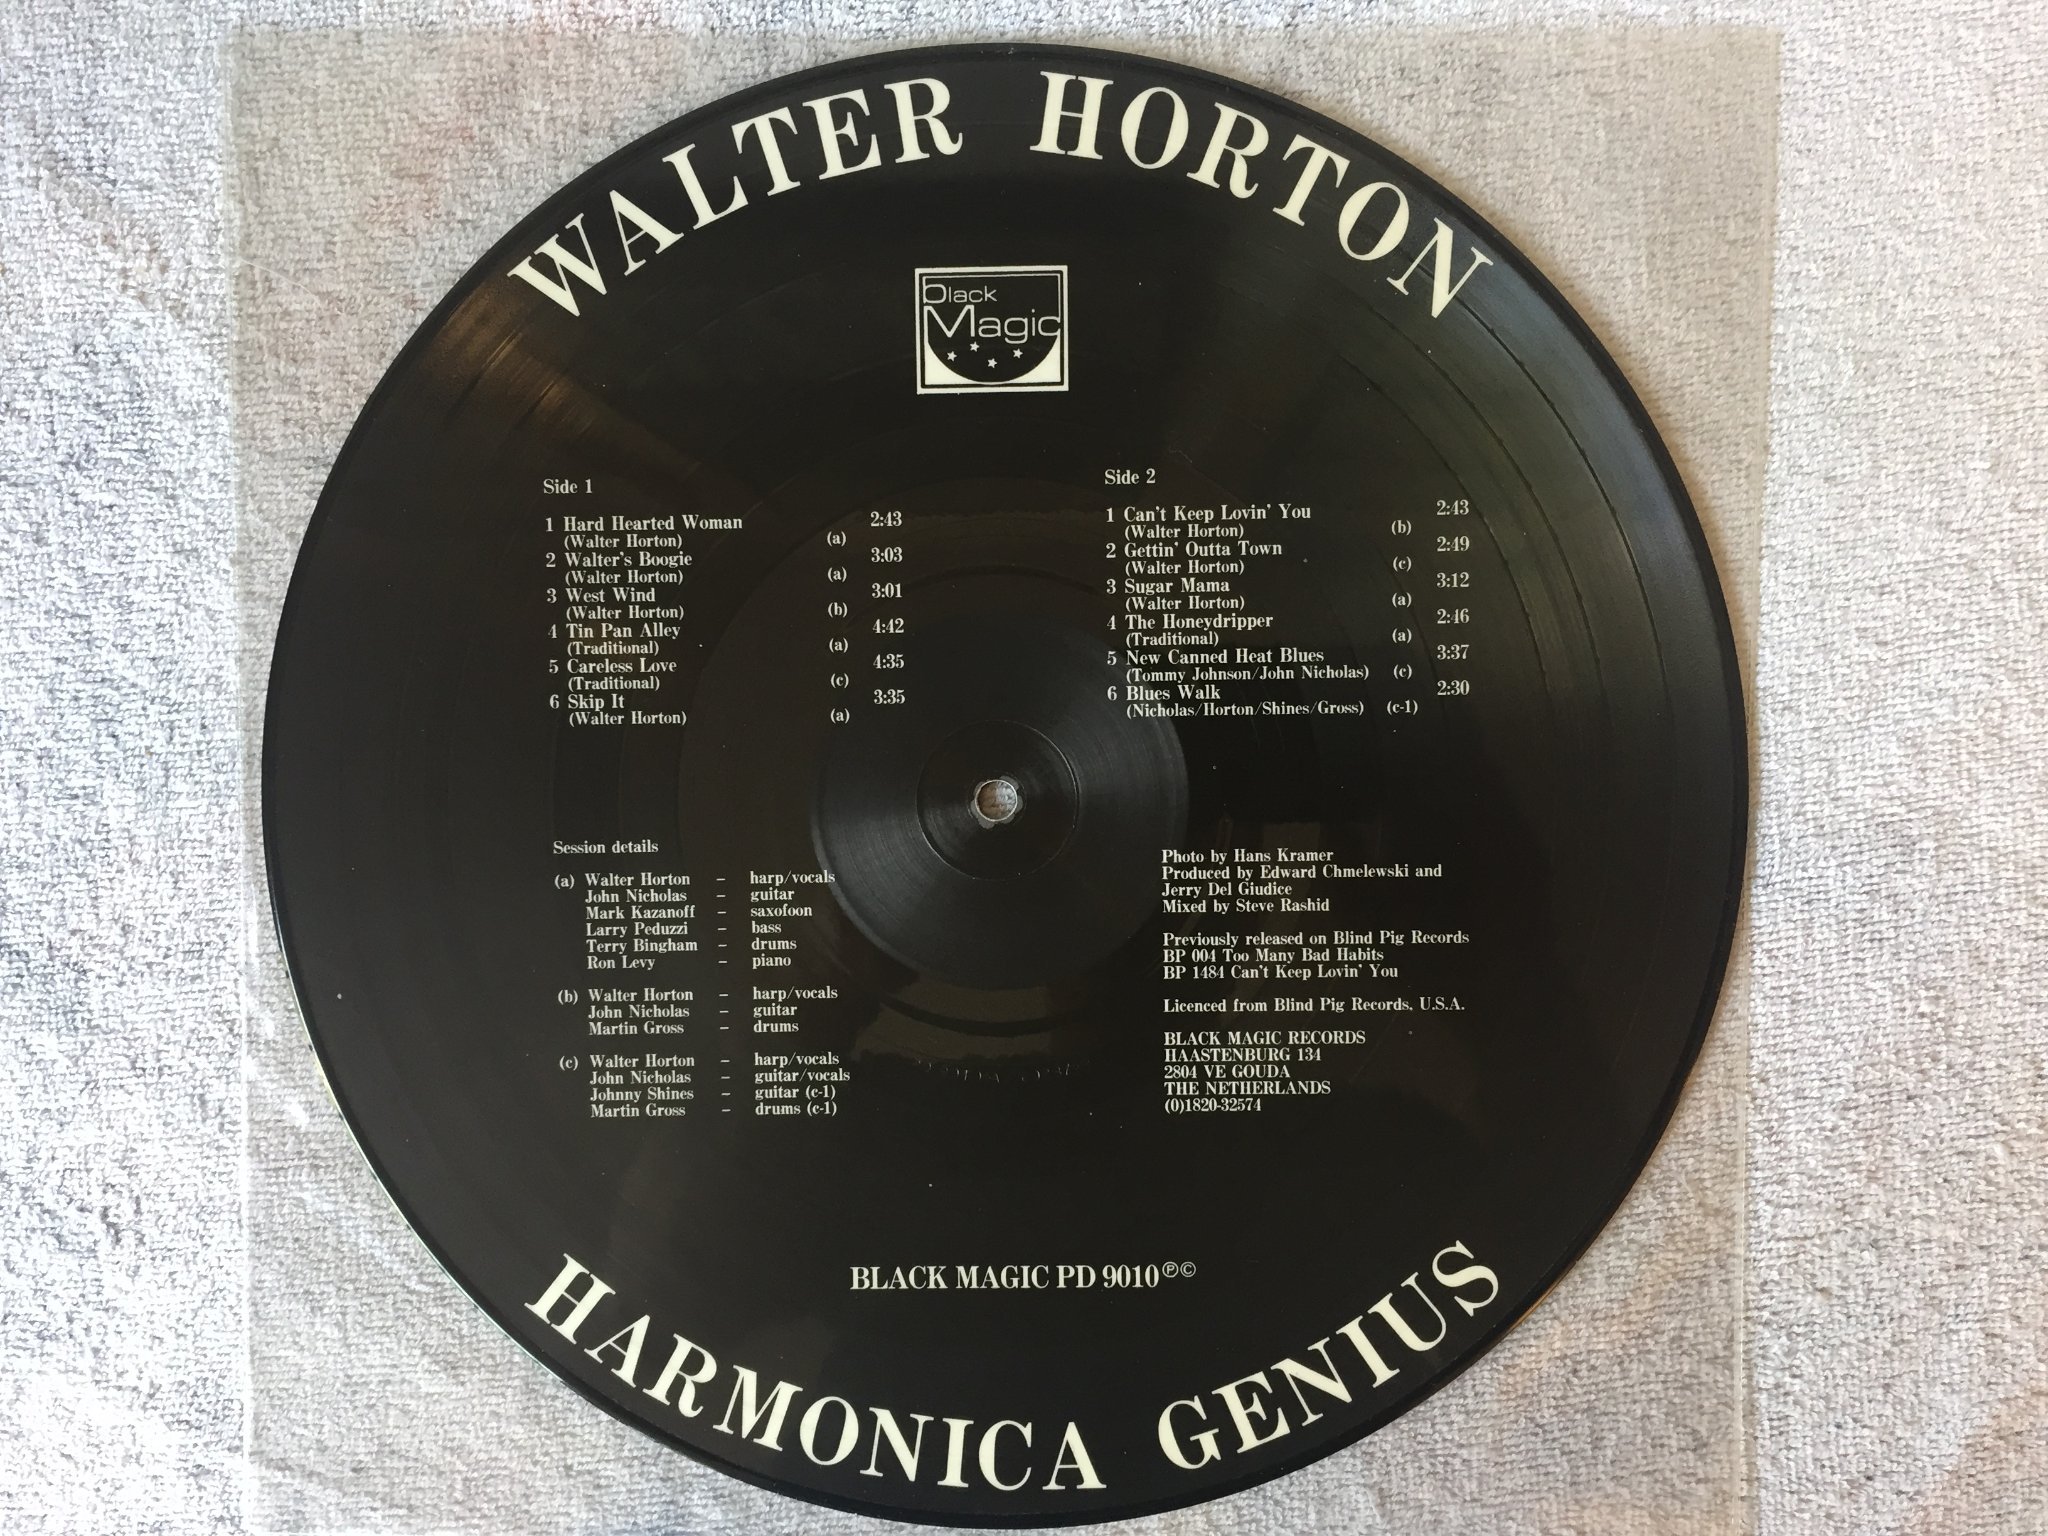 WALTER HORTON
black
Magic
Side 1
1 Hard Hearted Woman 2:43
(Walter Horton) (a)
2 Walter's Boogie 3:03
(Walter Horton) (a)
3 West Wind 3:01
(Walter Horton) (b)
4 Tin Pan Alley 4:42
(Traditional) (a)
5 Careless Love 4:35
(Traditional) (c)
6 Skip It 3:35
(Walter Horton) (a)
Side 2
1 Can't Keep Lovin' You 2:43
(Walter Horton) (b)
2 Gettin' Outta Town 2:49
(Walter Horton) (c)
3 Sugar Mama 3:12
(Walter Horton) (a)
4 The Honeydripper 2:46
(Traditional) (a)
5 New Canned Heat Blues 3:37
(Tommy Johnson/John Nicholas) (c)
6 Blues Walk 2:30
(Nicholas/Horton/Shines/Gross) (c-1)
Session details
(a) Walter Horton – harp/vocals
John Nicholas – guitar
Mark Kazanoff – saxofoon
Larry Peduzzi – bass
Terry Bingham – drums
Ron Levy – piano
(b) Walter Horton – harp/vocals
John Nicholas – guitar
Martin Gross – drums
(c) Walter Horton – harp/vocals
John Nicholas – guitar/vocals
Johnny Shines – guitar (c-1)
Martin Gross – drums (c-1)
Photo by Hans Kramer
Produced by Edward Chmelewski and
Jerry Del Giudice
Mixed by Steve Rashid
Previously released on Blind Pig Records
BP 004 Too Many Bad Habits
BP 1484 Can't Keep Lovin' You
Licenced from Blind Pig Records, U.S.A.
BLACK MAGIC RECORDS
HAASTENBURG 134
2804 VE GOUDA
THE NETHERLANDS
(0)1820-32574
BLACK MAGIC PD 9010 ℗©
HARMONICA GENIUS